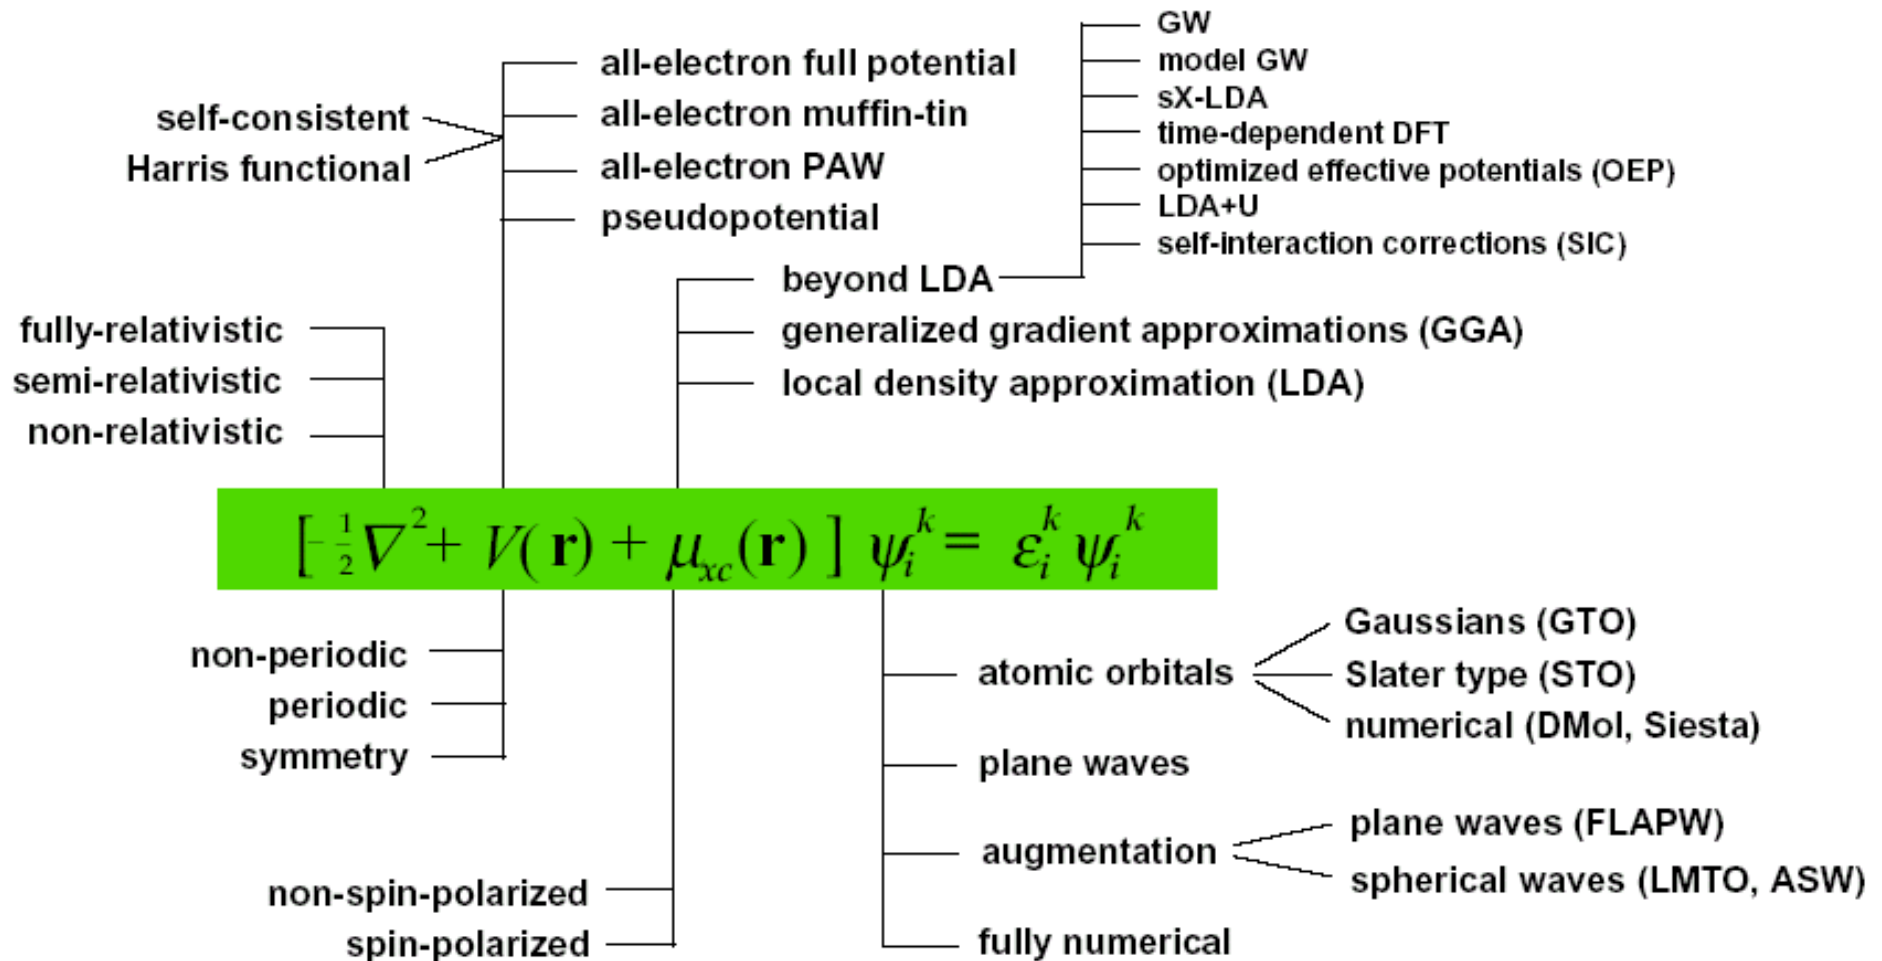 GW
model GW
sX-LDA
time-dependent DFT
optimized effective potentials (OEP)
LDA+U
self-interaction corrections (SIC)
all-electron full potential
all-electron muffin-tin
all-electron PAW
pseudopotential
self-consistent
Harris functional
beyond LDA
generalized gradient approximations (GGA)
local density approximation (LDA)
fully-relativistic
semi-relativistic
non-relativistic
[-½∇² + V(r) + μ_xc(r) ] ψ_i^k = ε_i^k ψ_i^k
non-periodic
periodic
symmetry
non-spin-polarized
spin-polarized
atomic orbitals
Gaussians (GTO)
Slater type (STO)
numerical (DMol, Siesta)
plane waves
augmentation
plane waves (FLAPW)
spherical waves (LMTO, ASW)
fully numerical